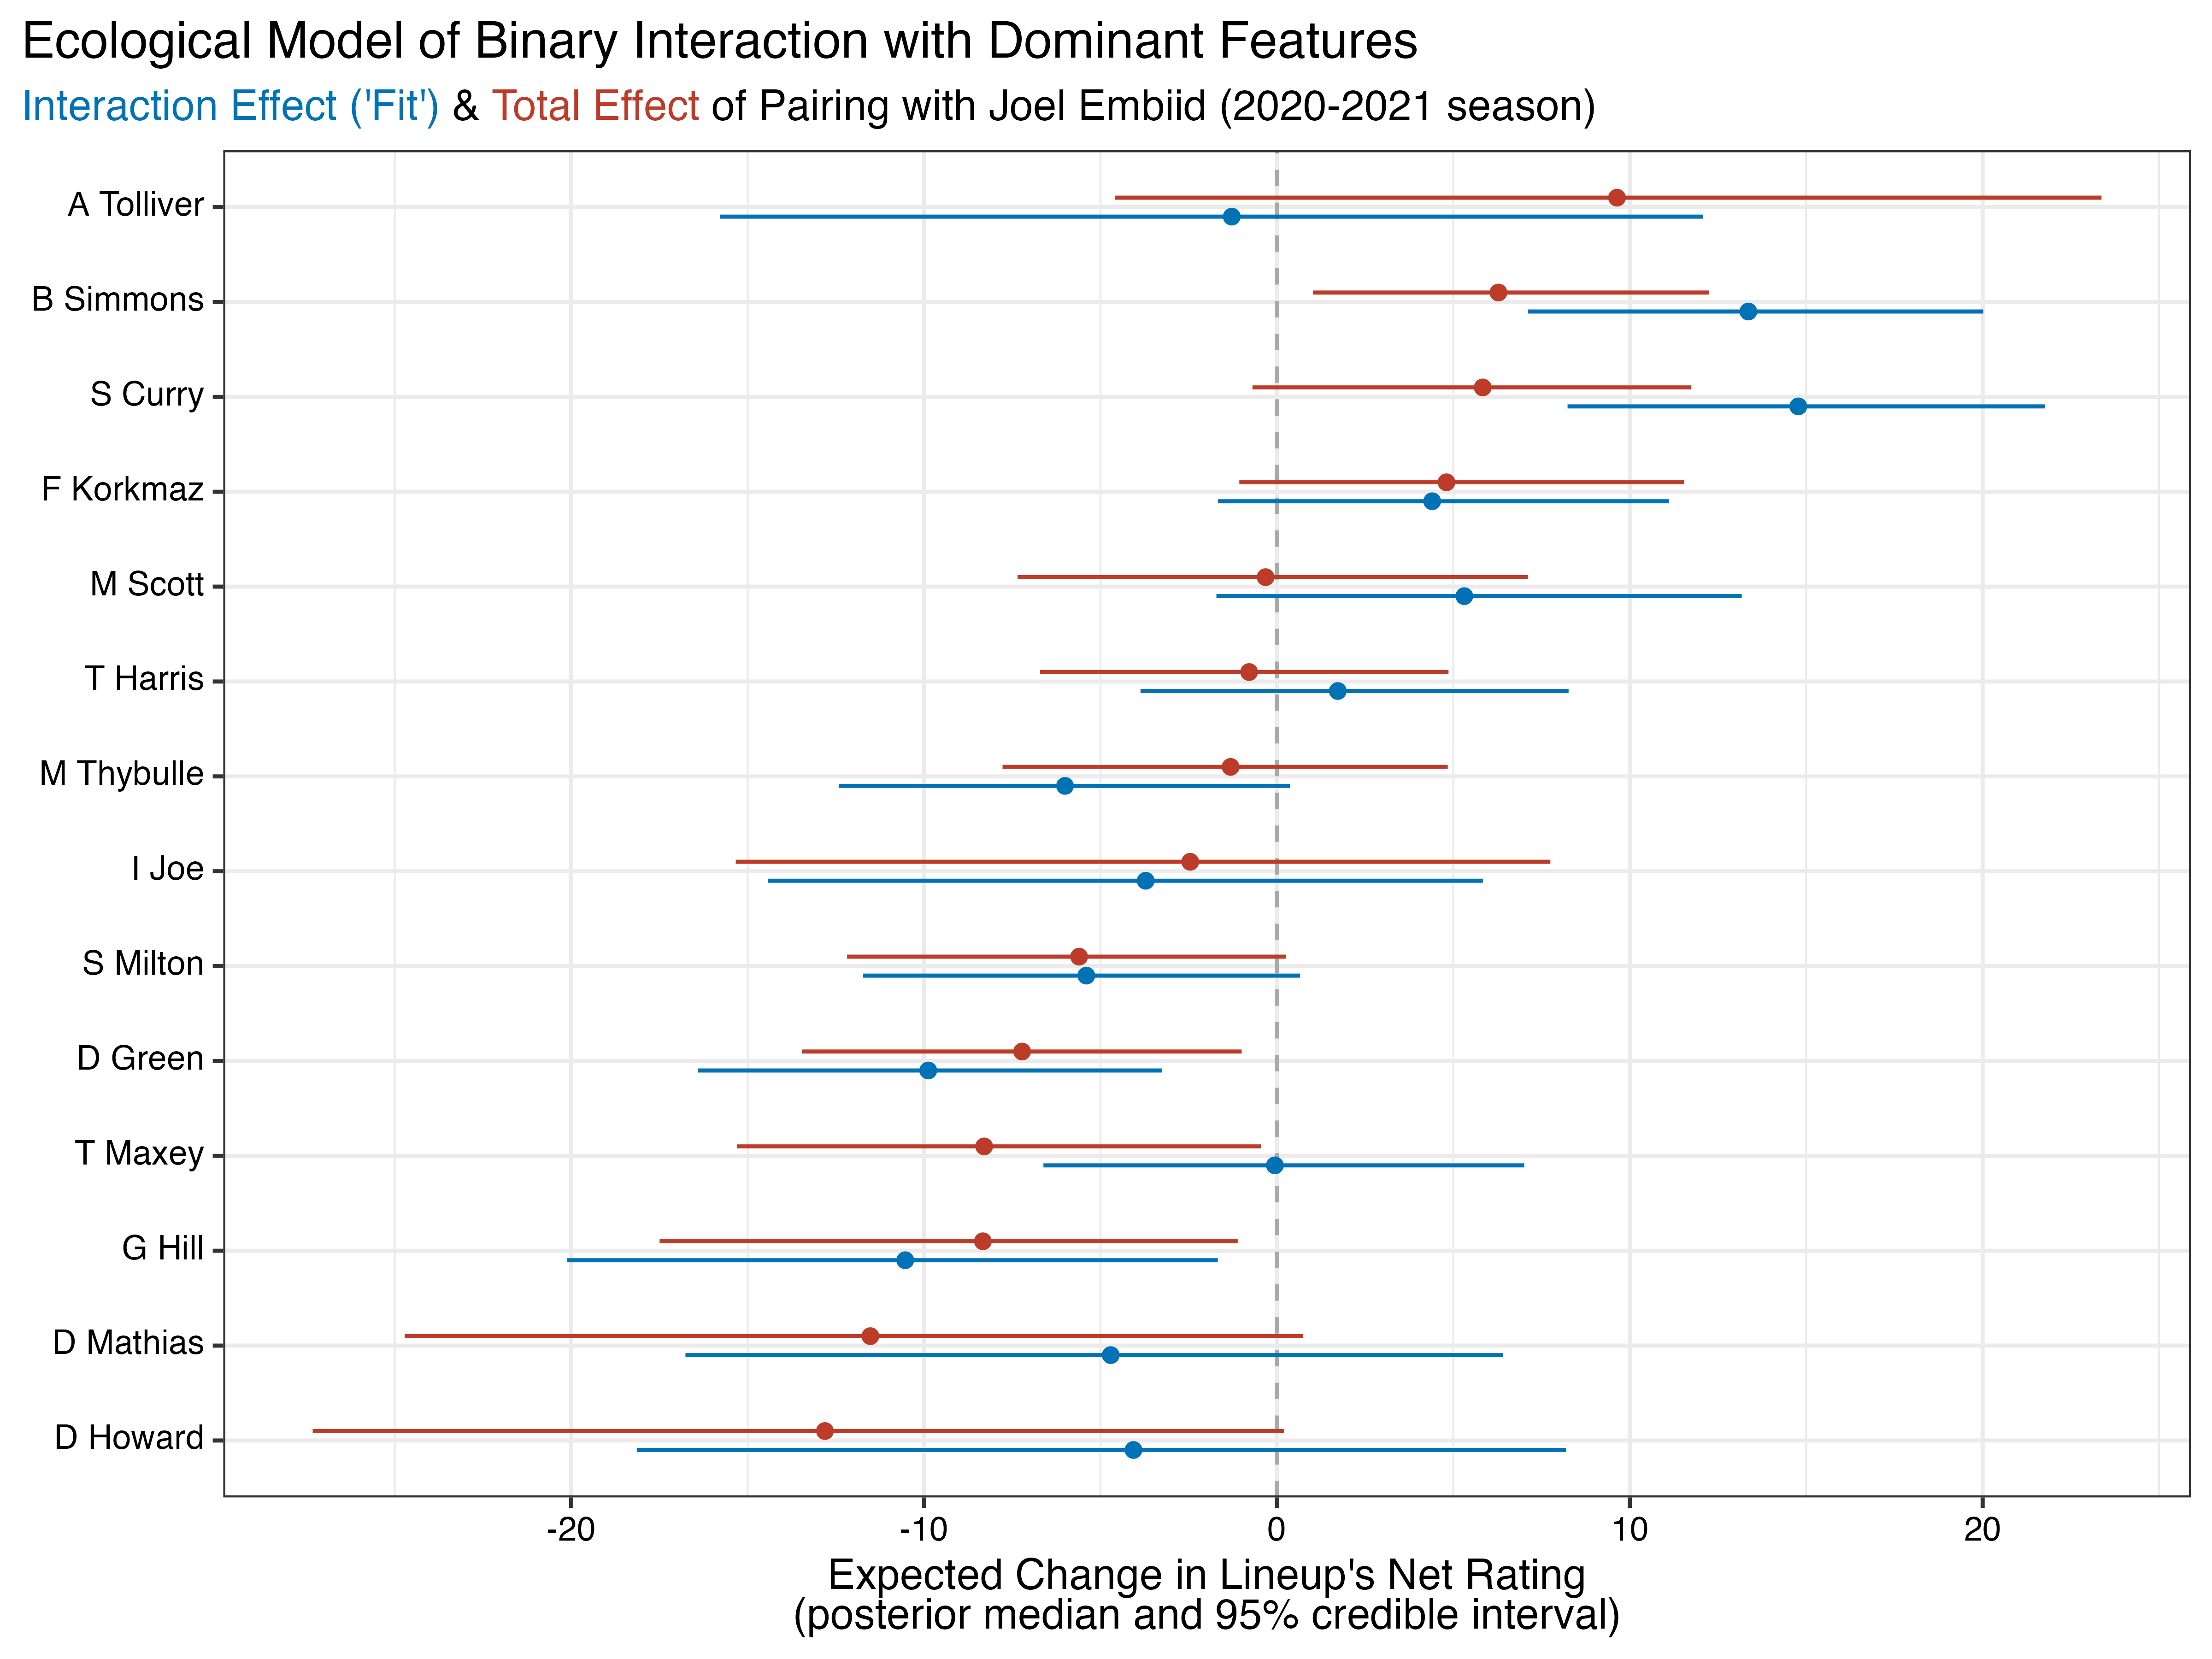 Ecological Model of Binary Interaction with Dominant Features
Interaction Effect ('Fit') & Total Effect of Pairing with Joel Embiid (2020-2021 season)
A Tolliver
B Simmons
S Curry
F Korkmaz
M Scott
T Harris
M Thybulle
I Joe
S Milton
D Green
T Maxey
G Hill
D Mathias
D Howard
-20 -10 0 10 20
Expected Change in Lineup's Net Rating
(posterior median and 95% credible interval)